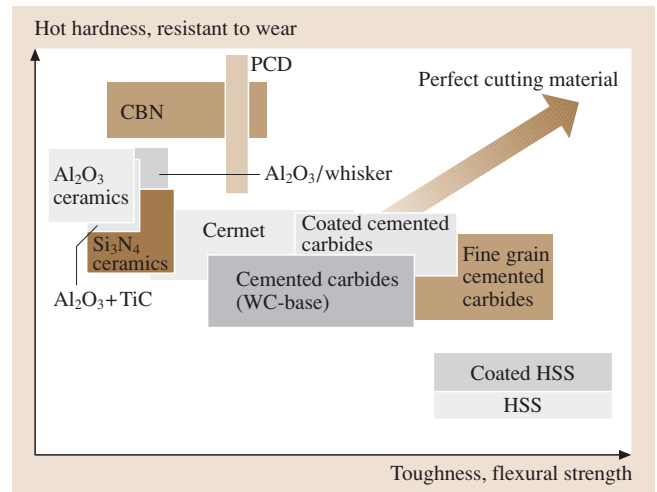 Hot hardness, resistant to wear
PCD
Perfect cutting material
CBN
Al₂O₃
ceramics
Al₂O₃/whisker
Cermet
Coated cemented
carbides
Si₃N₄
ceramics
Fine grain
cemented
carbides
Cemented carbides
(WC-base)
Al₂O₃+TiC
Coated HSS
HSS
Toughness, flexural strength